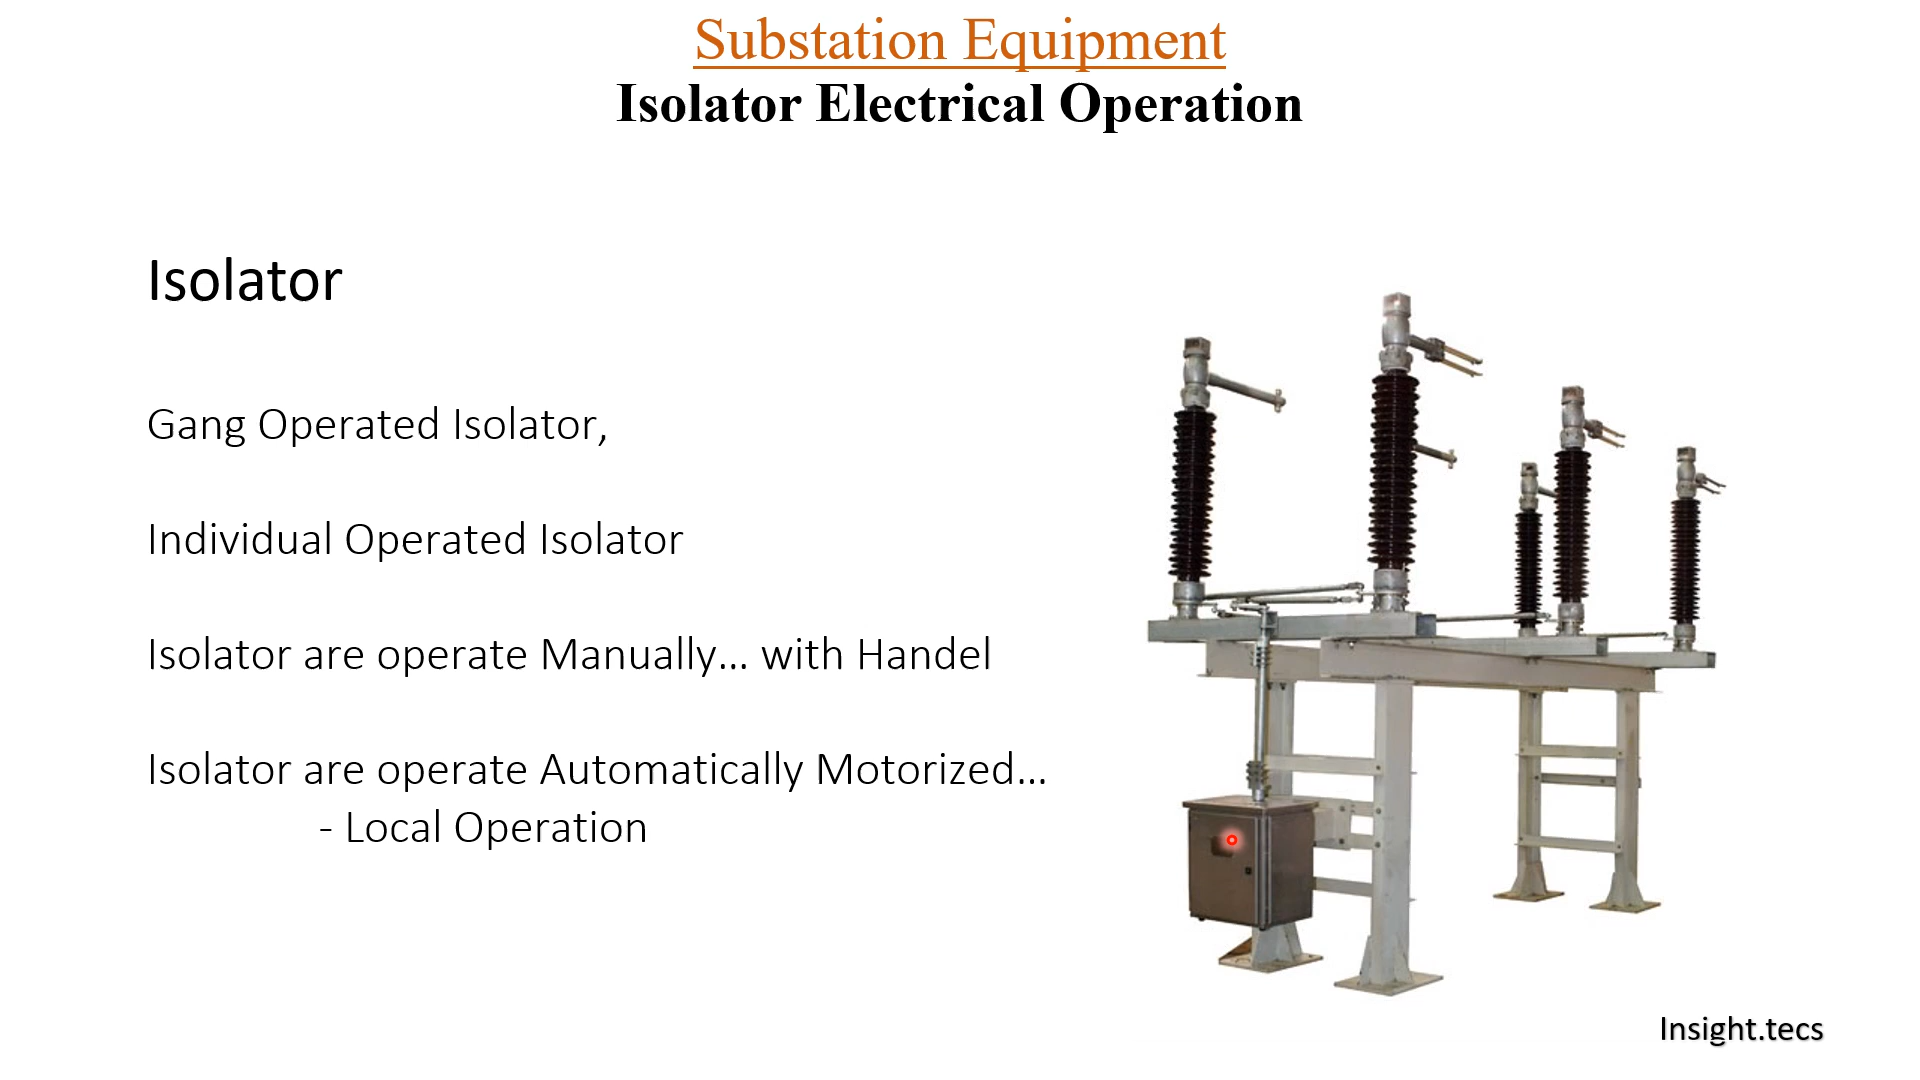 Substation Equipment
Isolator Electrical Operation
Isolator
Gang Operated Isolator,
Individual Operated Isolator
Isolator are operate Manually... with Handel
Isolator are operate Automatically Motorized...
- Local Operation
Insight.tecs